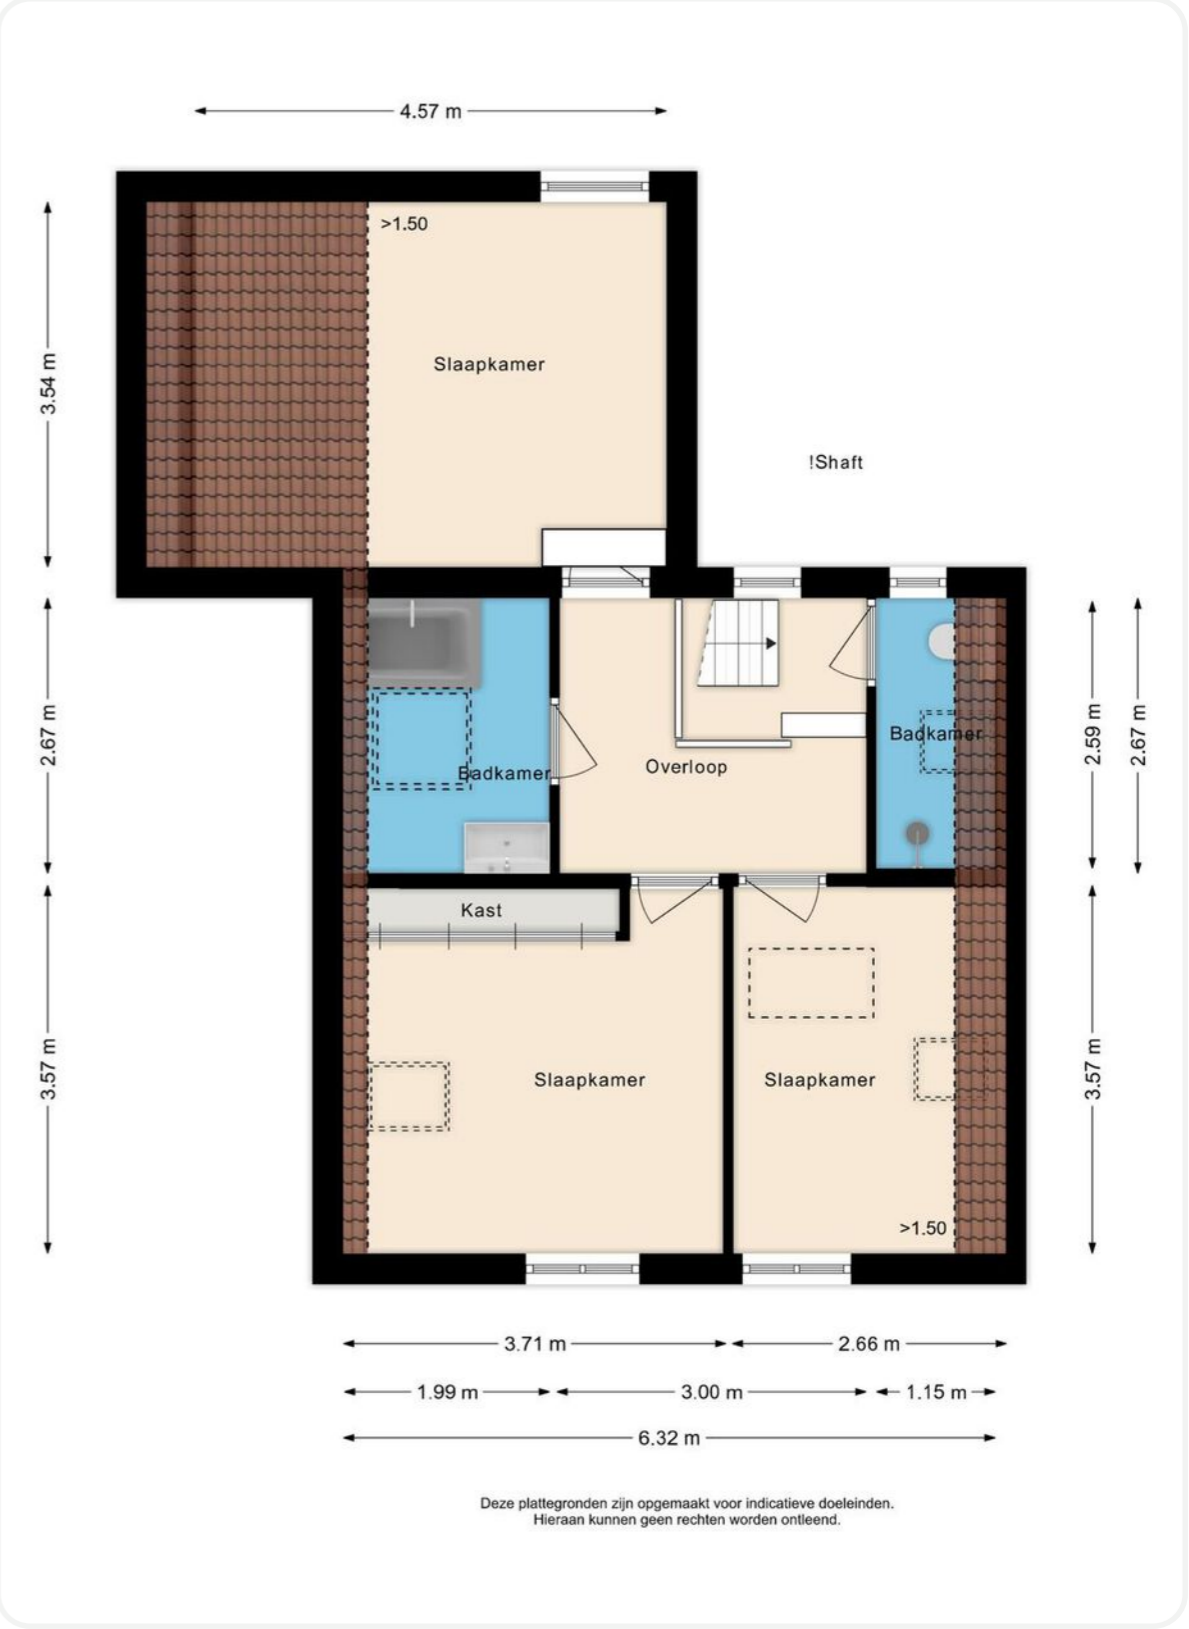 4.57 m
>1.50
Slaapkamer
3.54 m
!Shaft
2.67 m
Badkamer
Overloop
Badkamer
2.59 m
2.67 m
Kast
3.57 m
Slaapkamer
Slaapkamer
3.57 m
>1.50
3.71 m
2.66 m
1.99 m
3.00 m
1.15 m
6.32 m
Deze plattegronden zijn opgemaakt voor indicatieve doeleinden.
Hieraan kunnen geen rechten worden ontleend.